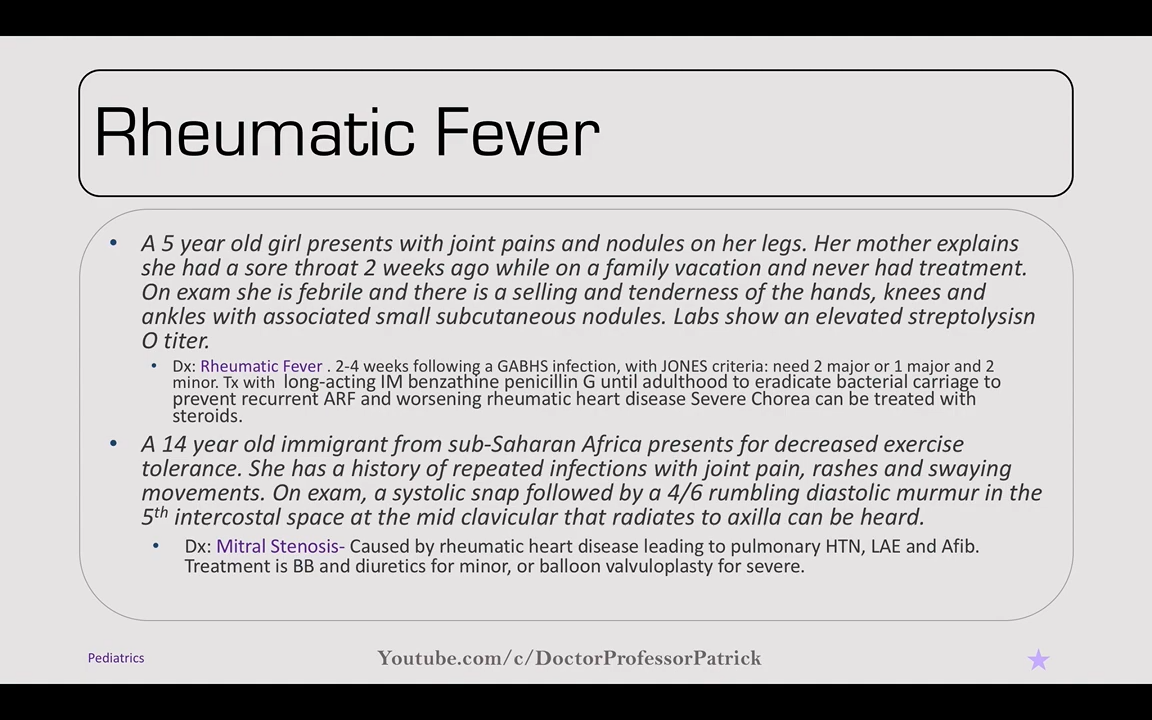 Rheumatic Fever
• A 5 year old girl presents with joint pains and nodules on her legs. Her mother explains
she had a sore throat 2 weeks ago while on a family vacation and never had treatment.
On exam she is febrile and there is a selling and tenderness of the hands, knees and
ankles with associated small subcutaneous nodules. Labs show an elevated streptolysisn
O titer.
• Dx: Rheumatic Fever . 2-4 weeks following a GABHS infection, with JONES criteria: need 2 major or 1 major and 2
minor. Tx with long-acting IM benzathine penicillin G until adulthood to eradicate bacterial carriage to
prevent recurrent ARF and worsening rheumatic heart disease Severe Chorea can be treated with
steroids.
• A 14 year old immigrant from sub-Saharan Africa presents for decreased exercise
tolerance. She has a history of repeated infections with joint pain, rashes and swaying
movements. On exam, a systolic snap followed by a 4/6 rumbling diastolic murmur in the
5th intercostal space at the mid clavicular that radiates to axilla can be heard.
• Dx: Mitral Stenosis- Caused by rheumatic heart disease leading to pulmonary HTN, LAE and Afib.
Treatment is BB and diuretics for minor, or balloon valvuloplasty for severe.
Pediatrics
Youtube.com/c/DoctorProfessorPatrick